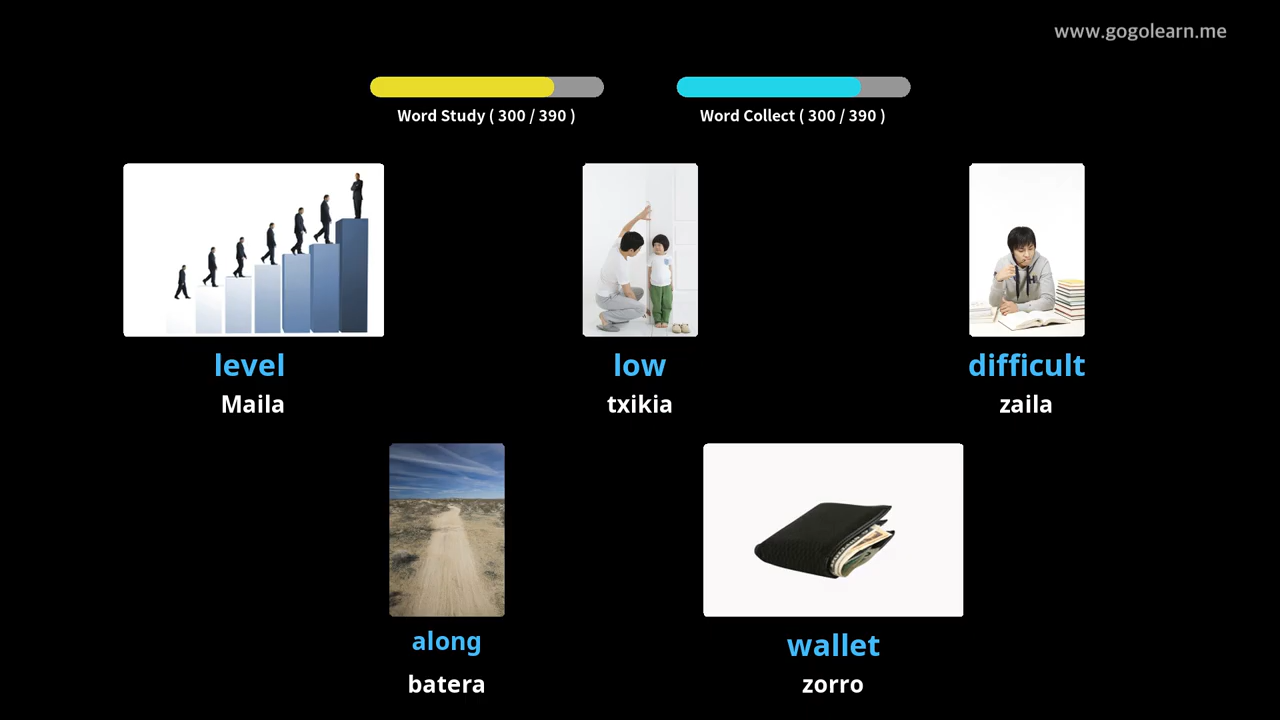 www.gogolearn.me
Word Study ( 300 / 390 )
Word Collect ( 300 / 390 )
level
Maila
low
txikia
difficult
zaila
along
batera
wallet
zorro